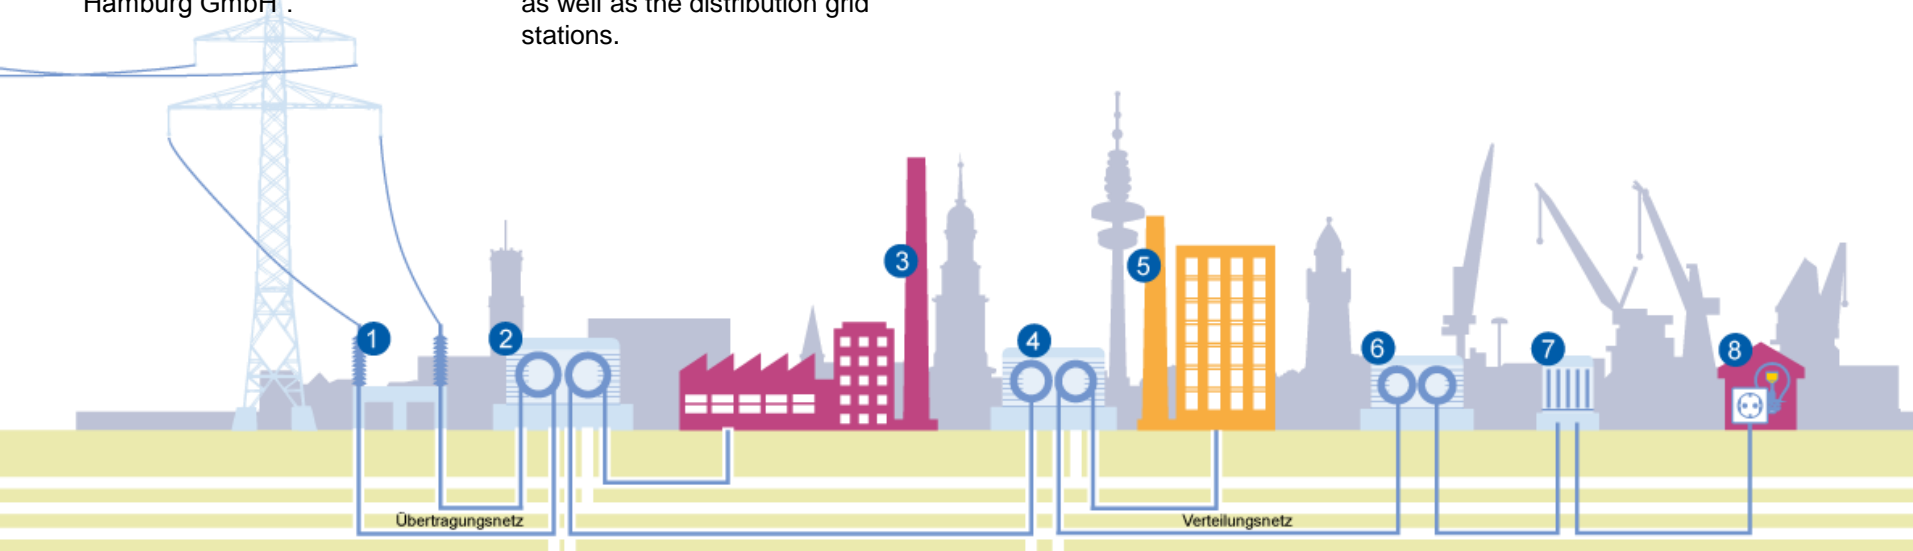 Hamburg GmbH .
as well as the distribution grid
stations.
3
5
1
2
4
6
7
8
Übertragungsnetz
Verteilungsnetz